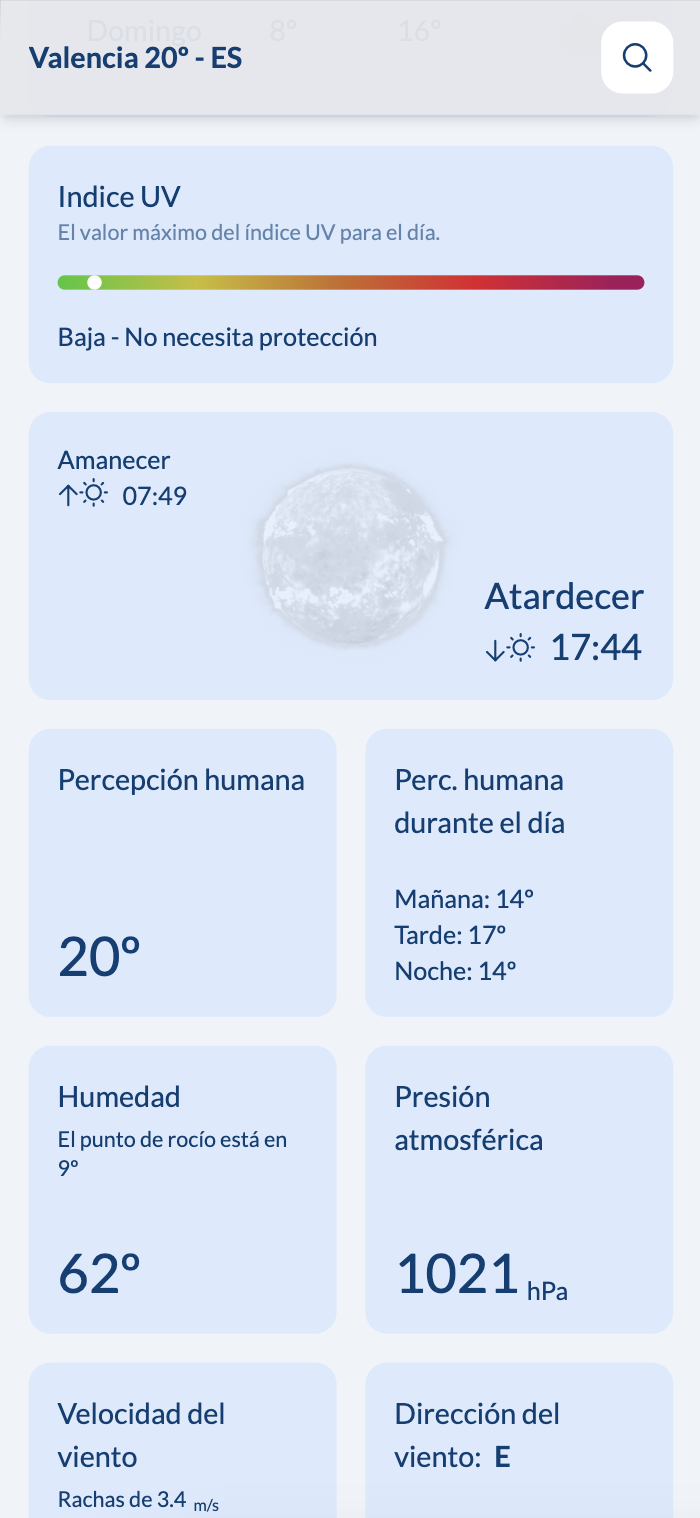 Domingo 8º 16º
Valencia 20º - ES
Indice UV
El valor máximo del índice UV para el día.
Baja - No necesita protección
Amanecer
07:49
Atardecer
17:44
Percepción humana
20º
Perc. humana
durante el día
Mañana: 14º
Tarde: 17º
Noche: 14º
Humedad
El punto de rocío está en
9º
62º
Presión
atmosférica
1021 hPa
Velocidad del
viento
Rachas de 3.4 m/s
Dirección del
viento: E